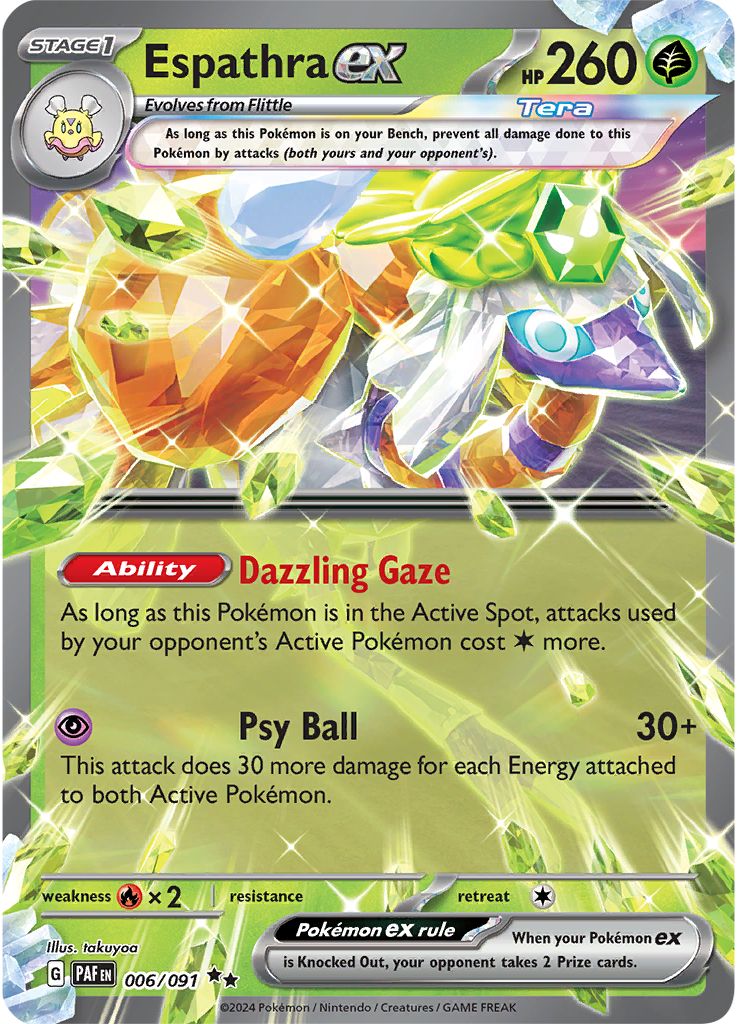 STAGE1
Espathra ex
HP 260
Evolves from Flittle
Tera
As long as this Pokémon is on your Bench, prevent all damage done to this
Pokémon by attacks (both yours and your opponent's).
Ability
Dazzling Gaze
As long as this Pokémon is in the Active Spot, attacks used
by your opponent's Active Pokémon cost more.
Psy Ball 30+
This attack does 30 more damage for each Energy attached
to both Active Pokémon.
weakness ×2 resistance retreat
Pokémon ex rule
When your Pokémon ex
is Knocked Out, your opponent takes 2 Prize cards.
Illus. takuyoa
G PAF EN 006/091
©2024 Pokémon / Nintendo / Creatures / GAME FREAK